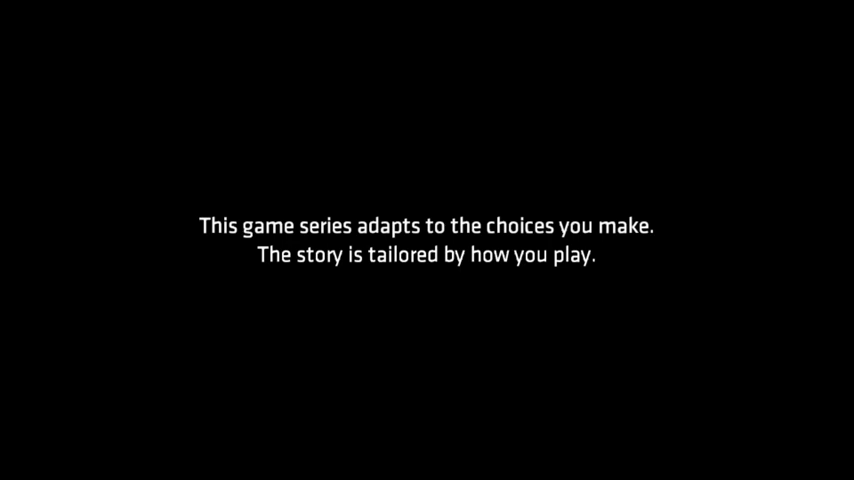 This game series adapts to the choices you make.
The story is tailored by how you play.